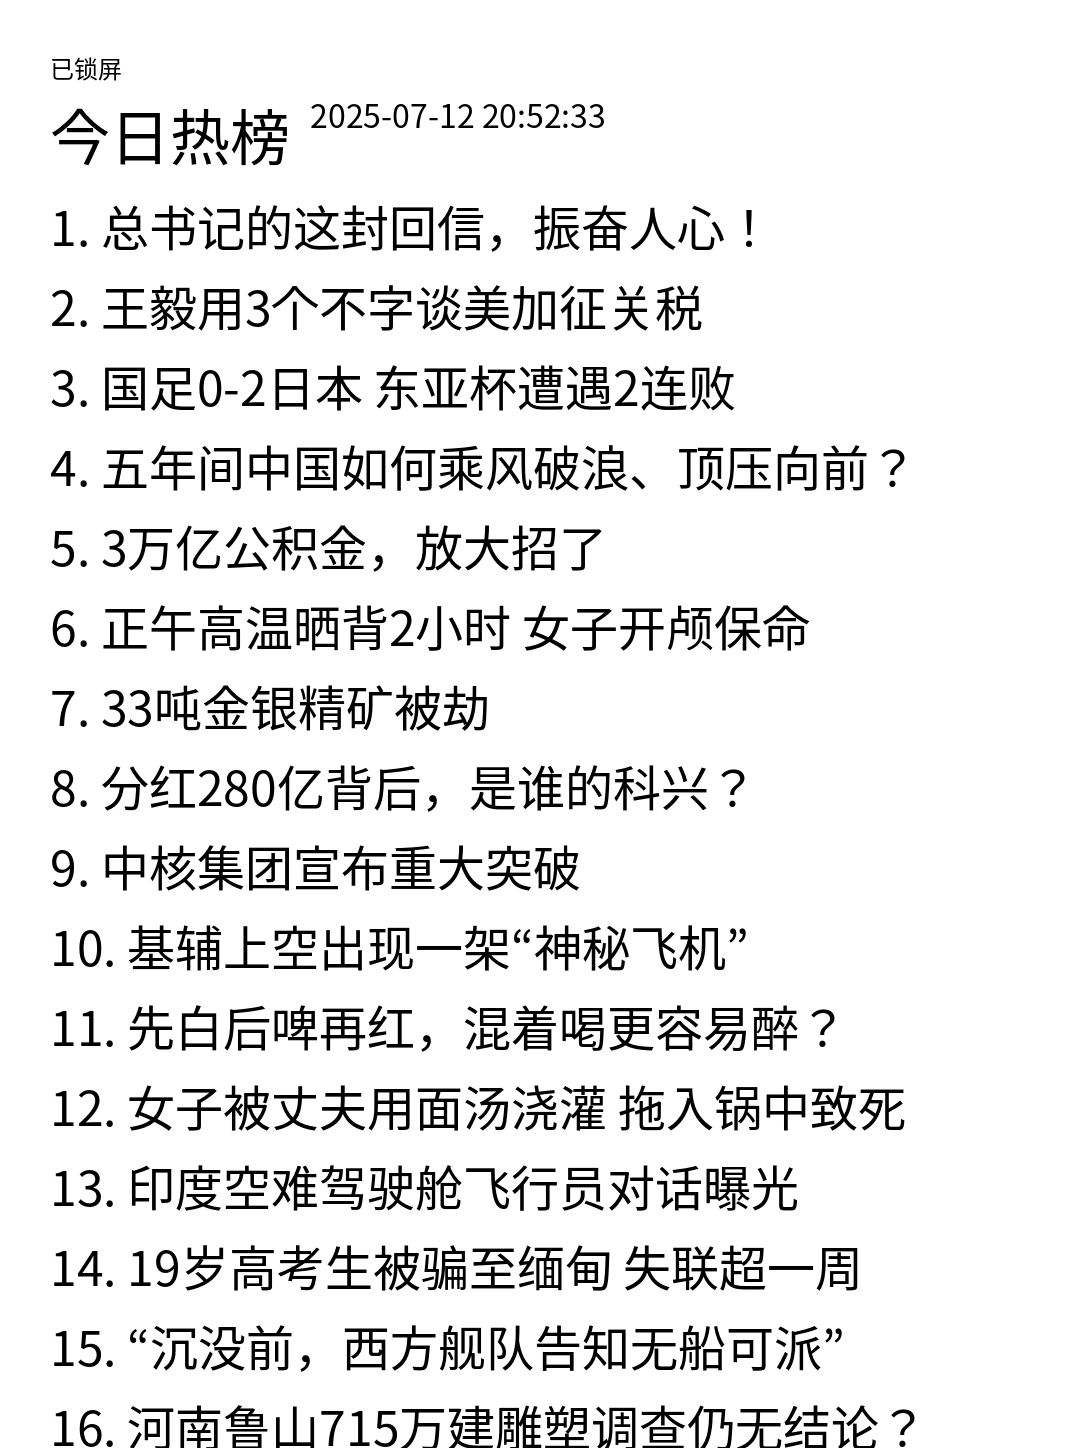 已锁屏
今日热榜 2025-07-12 20:52:33
1. 总书记的这封回信，振奋人心！
2. 王毅用3个不字谈美加征关税
3. 国足0-2日本 东亚杯遭遇2连败
4. 五年间中国如何乘风破浪、顶压向前？
5. 3万亿公积金，放大招了
6. 正午高温晒背2小时 女子开颅保命
7. 33吨金银精矿被劫
8. 分红280亿背后，是谁的科兴？
9. 中核集团宣布重大突破
10. 基辅上空出现一架“神秘飞机”
11. 先白后啤再红，混着喝更容易醉？
12. 女子被丈夫用面汤浇灌 拖入锅中致死
13. 印度空难驾驶舱飞行员对话曝光
14. 19岁高考生被骗至缅甸 失联超一周
15. “沉没前，西方舰队告知无船可派”
16. 河南鲁山715万建雕塑调查仍无结论？